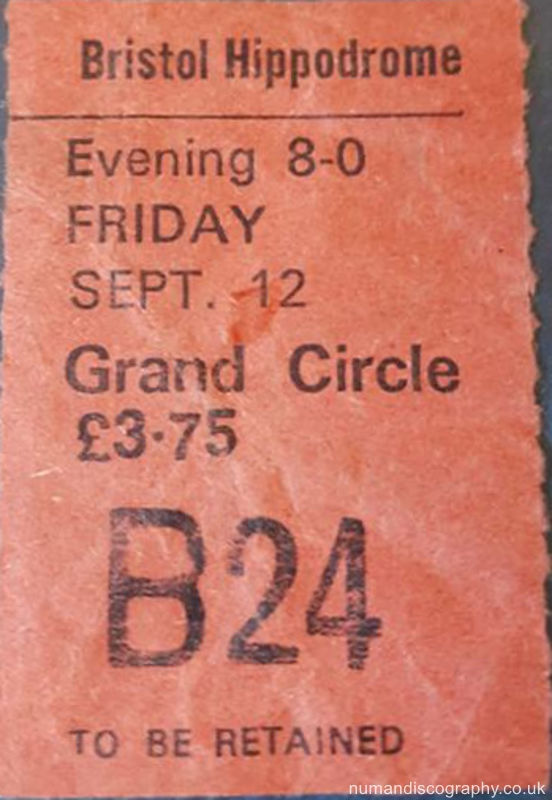 Bristol Hippodrome
Evening 8-0
FRIDAY
SEPT. 12
Grand Circle
£3·75
B24
TO BE RETAINED
numandiscography.co.uk